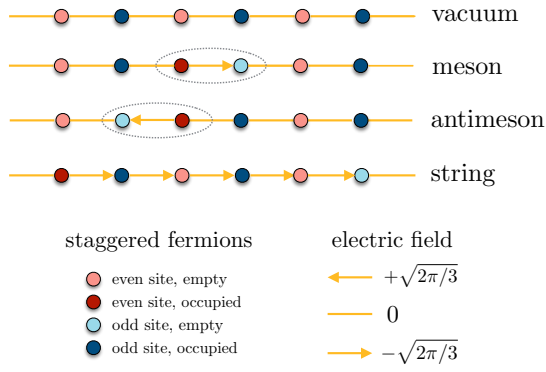 vacuum
meson
antimeson
string
staggered fermions
even site, empty
even site, occupied
odd site, empty
odd site, occupied
electric field
+√2π/3
0
−√2π/3